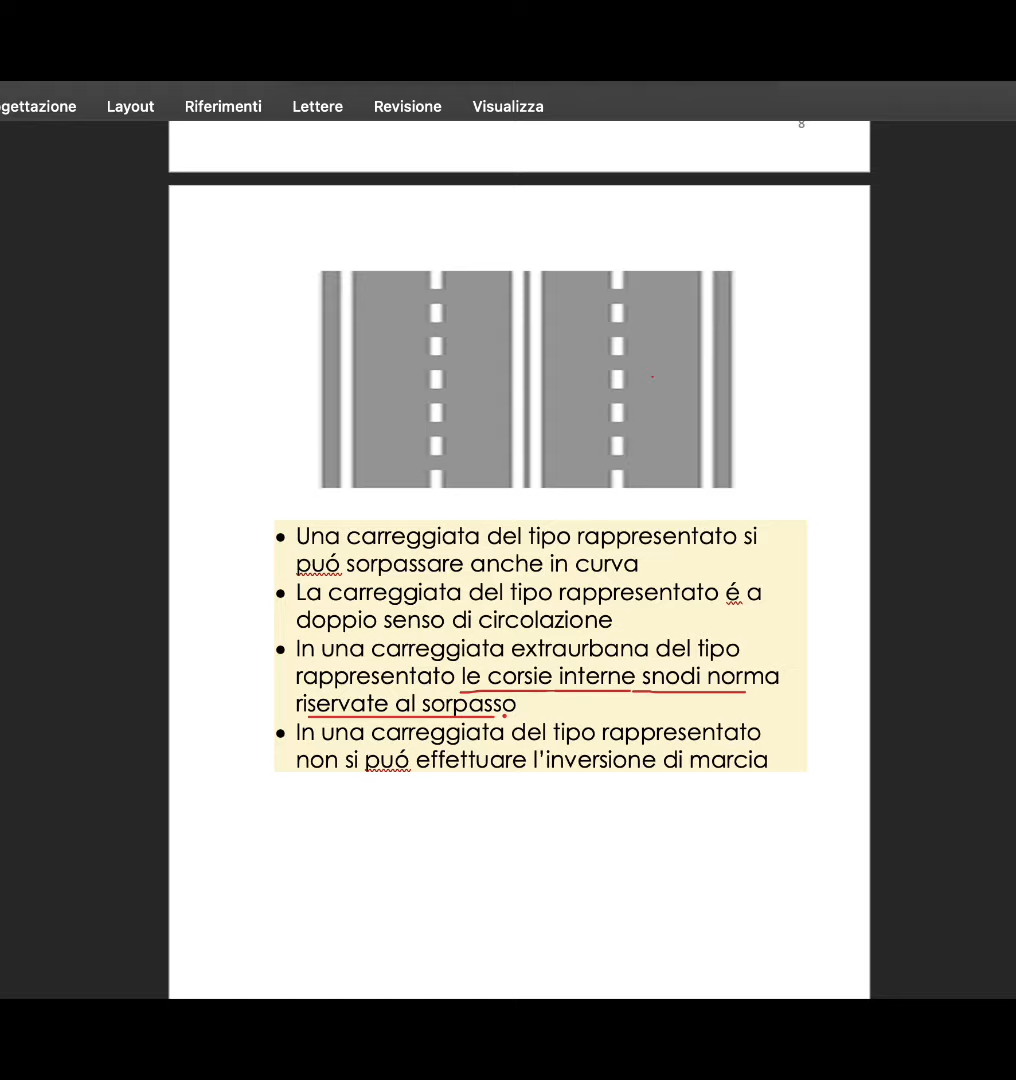 gettazione Layout Riferimenti Lettere Revisione Visualizza
8
• Una carreggiata del tipo rappresentato si
puó sorpassare anche in curva
• La carreggiata del tipo rappresentato é a
doppio senso di circolazione
• In una carreggiata extraurbana del tipo
rappresentato le corsie interne snodi norma
riservate al sorpasso
• In una carreggiata del tipo rappresentato
non si puó effettuare l’inversione di marcia